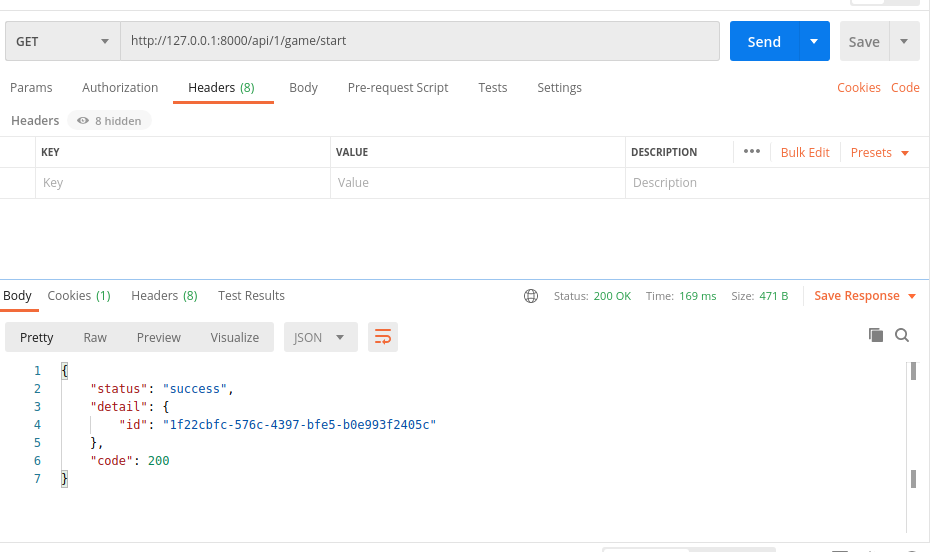 GET http://127.0.0.1:8000/api/1/game/start Send Save
Params Authorization Headers (8) Body Pre-request Script Tests Settings Cookies Code
Headers 8 hidden
KEY VALUE DESCRIPTION ••• Bulk Edit Presets
Key Value Description
Body Cookies (1) Headers (8) Test Results Status: 200 OK Time: 169 ms Size: 471 B Save Response
Pretty Raw Preview Visualize JSON
1 {
2 "status": "success",
3 "detail": {
4 "id": "1f22cbfc-576c-4397-bfe5-b0e993f2405c"
5 },
6 "code": 200
7 }